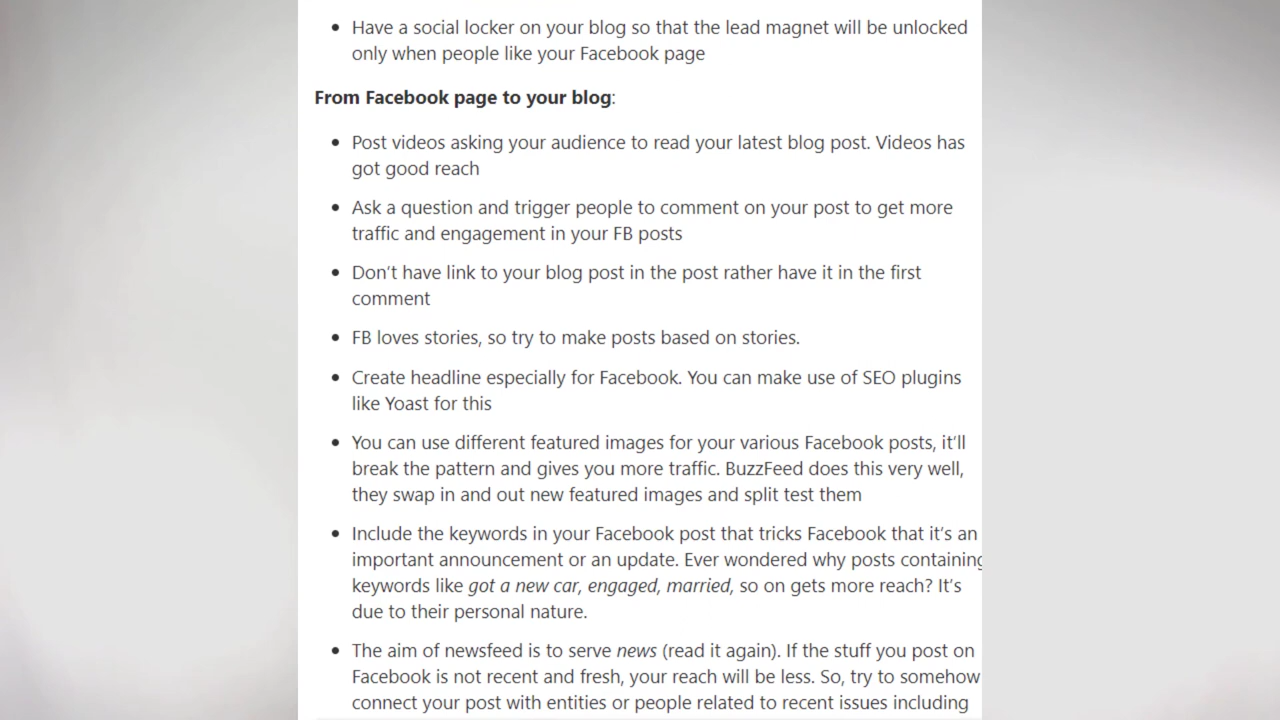 Have a social locker on your blog so that the lead magnet will be unlocked
only when people like your Facebook page
From Facebook page to your blog:
Post videos asking your audience to read your latest blog post. Videos has
got good reach
Ask a question and trigger people to comment on your post to get more
traffic and engagement in your FB posts
Don't have link to your blog post in the post rather have it in the first
comment
FB loves stories, so try to make posts based on stories.
Create headline especially for Facebook. You can make use of SEO plugins
like Yoast for this
You can use different featured images for your various Facebook posts, it'll
break the pattern and gives you more traffic. BuzzFeed does this very well,
they swap in and out new featured images and split test them
Include the keywords in your Facebook post that tricks Facebook that it's an
important announcement or an update. Ever wondered why posts containing
keywords like got a new car, engaged, married, so on gets more reach? It's
due to their personal nature.
The aim of newsfeed is to serve news (read it again). If the stuff you post on
Facebook is not recent and fresh, your reach will be less. So, try to somehow
connect your post with entities or people related to recent issues including